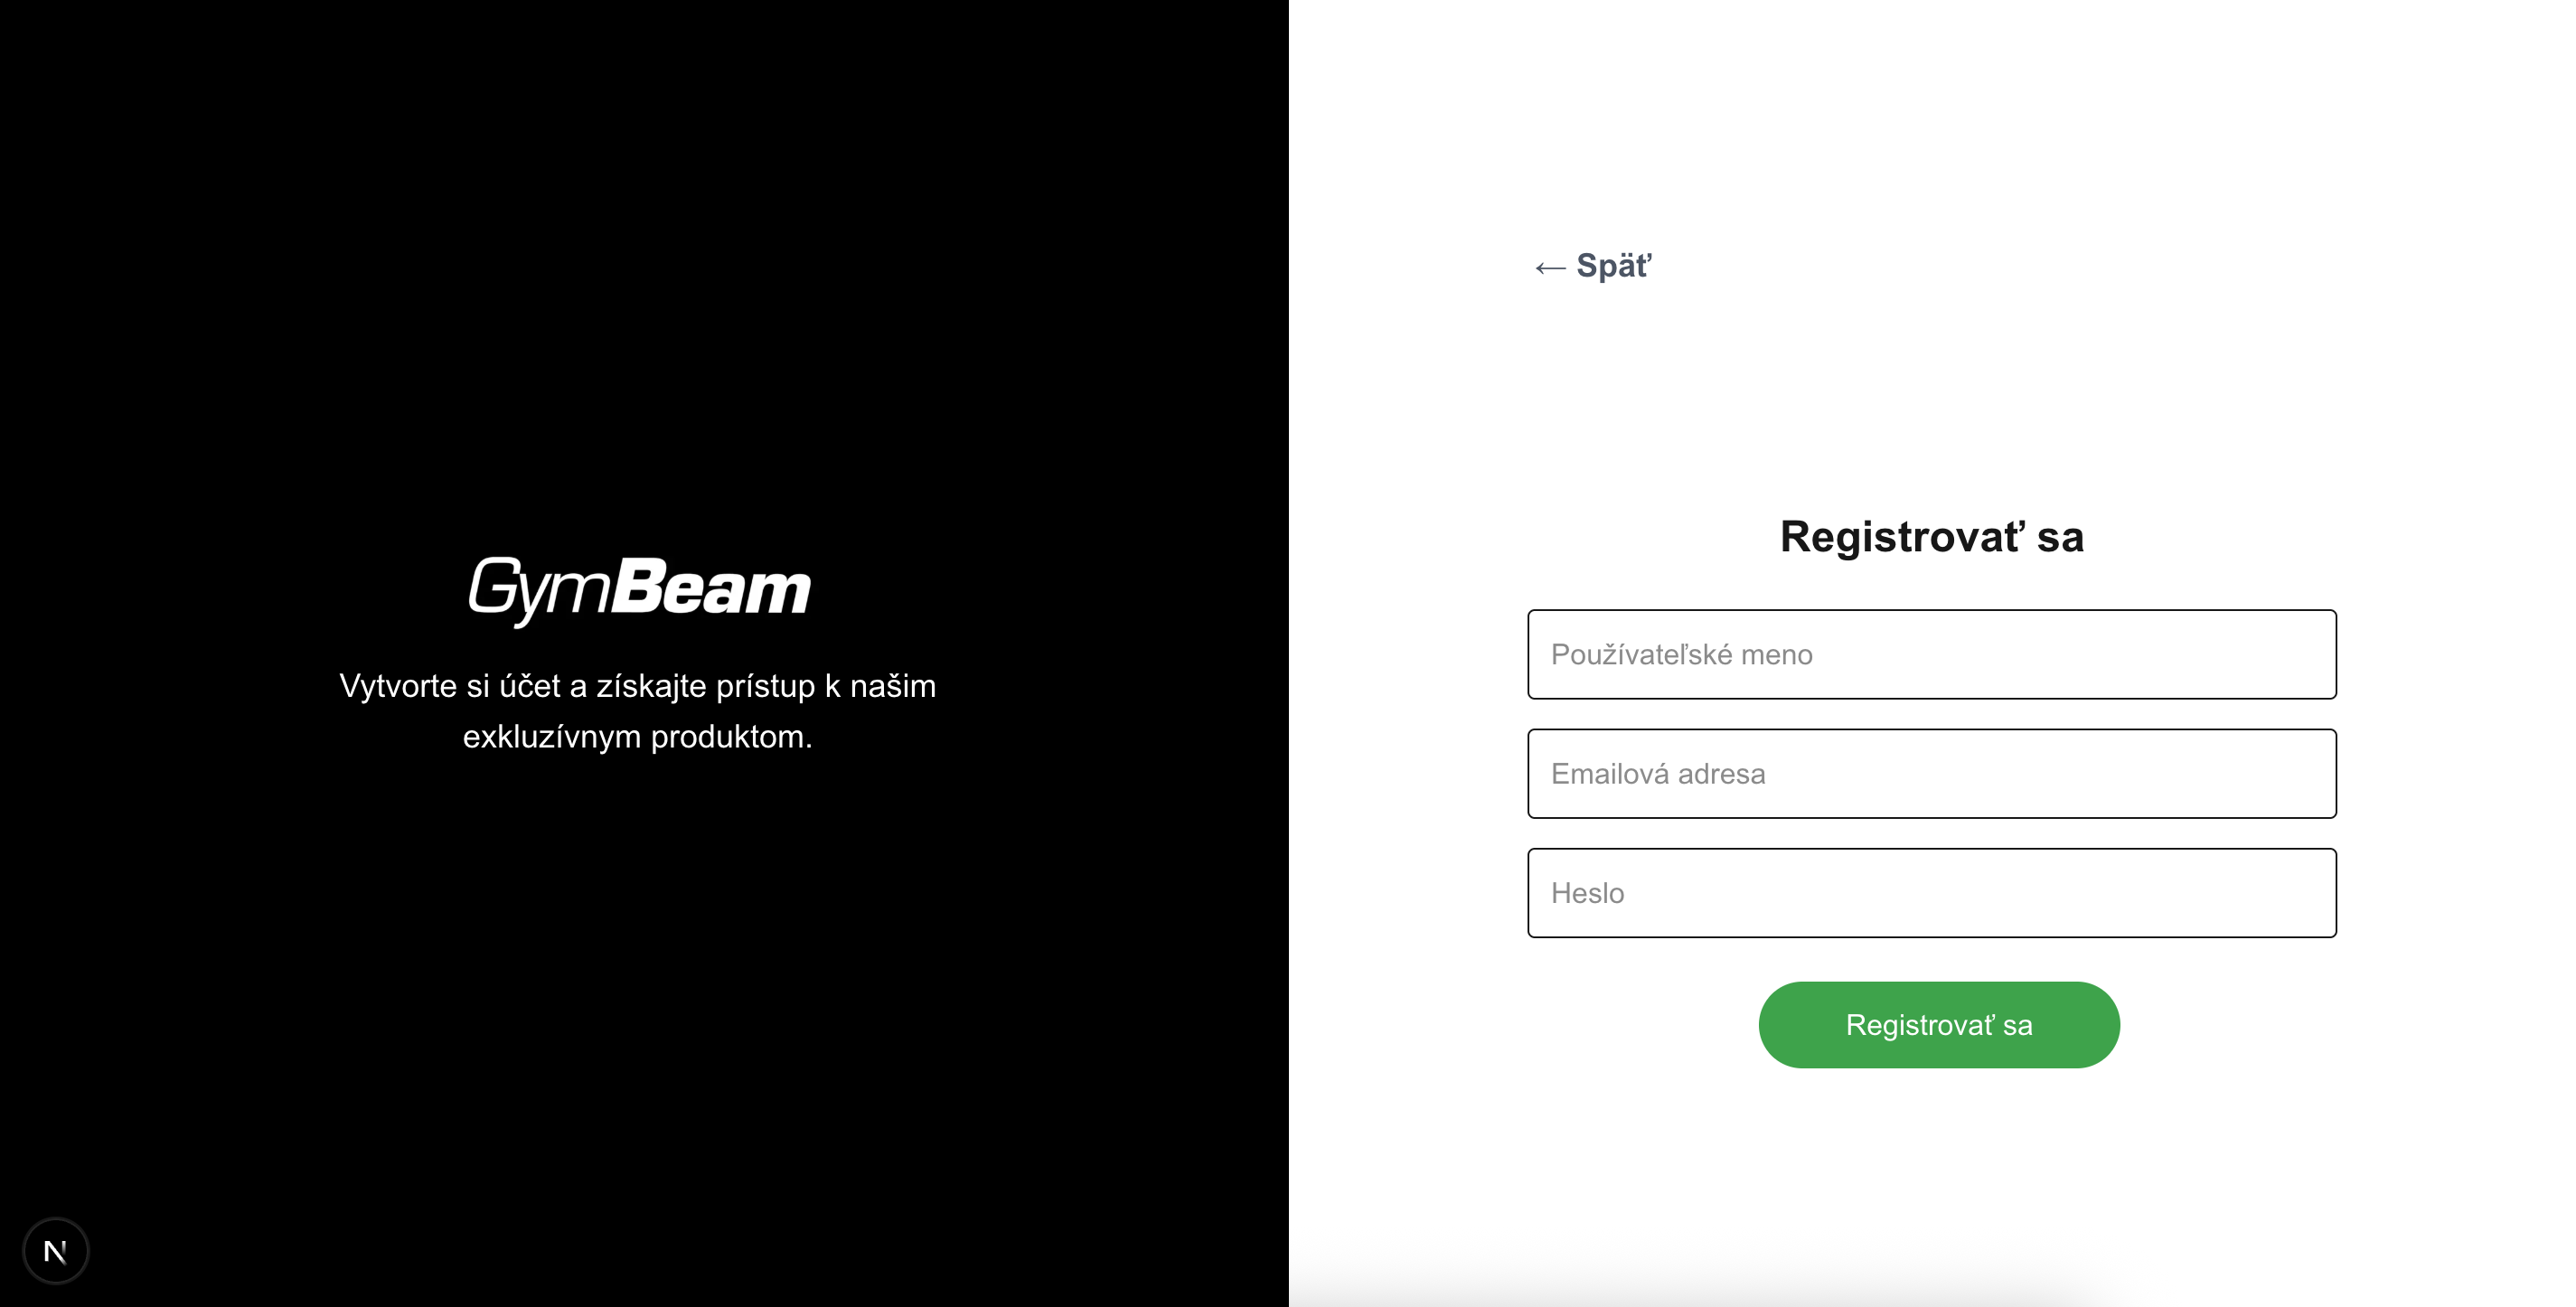 GymBeam
Vytvorte si účet a získajte prístup k našim
exkluzívnym produktom.
N
← Späť
Registrovať sa
Používateľské meno
Emailová adresa
Heslo
Registrovať sa